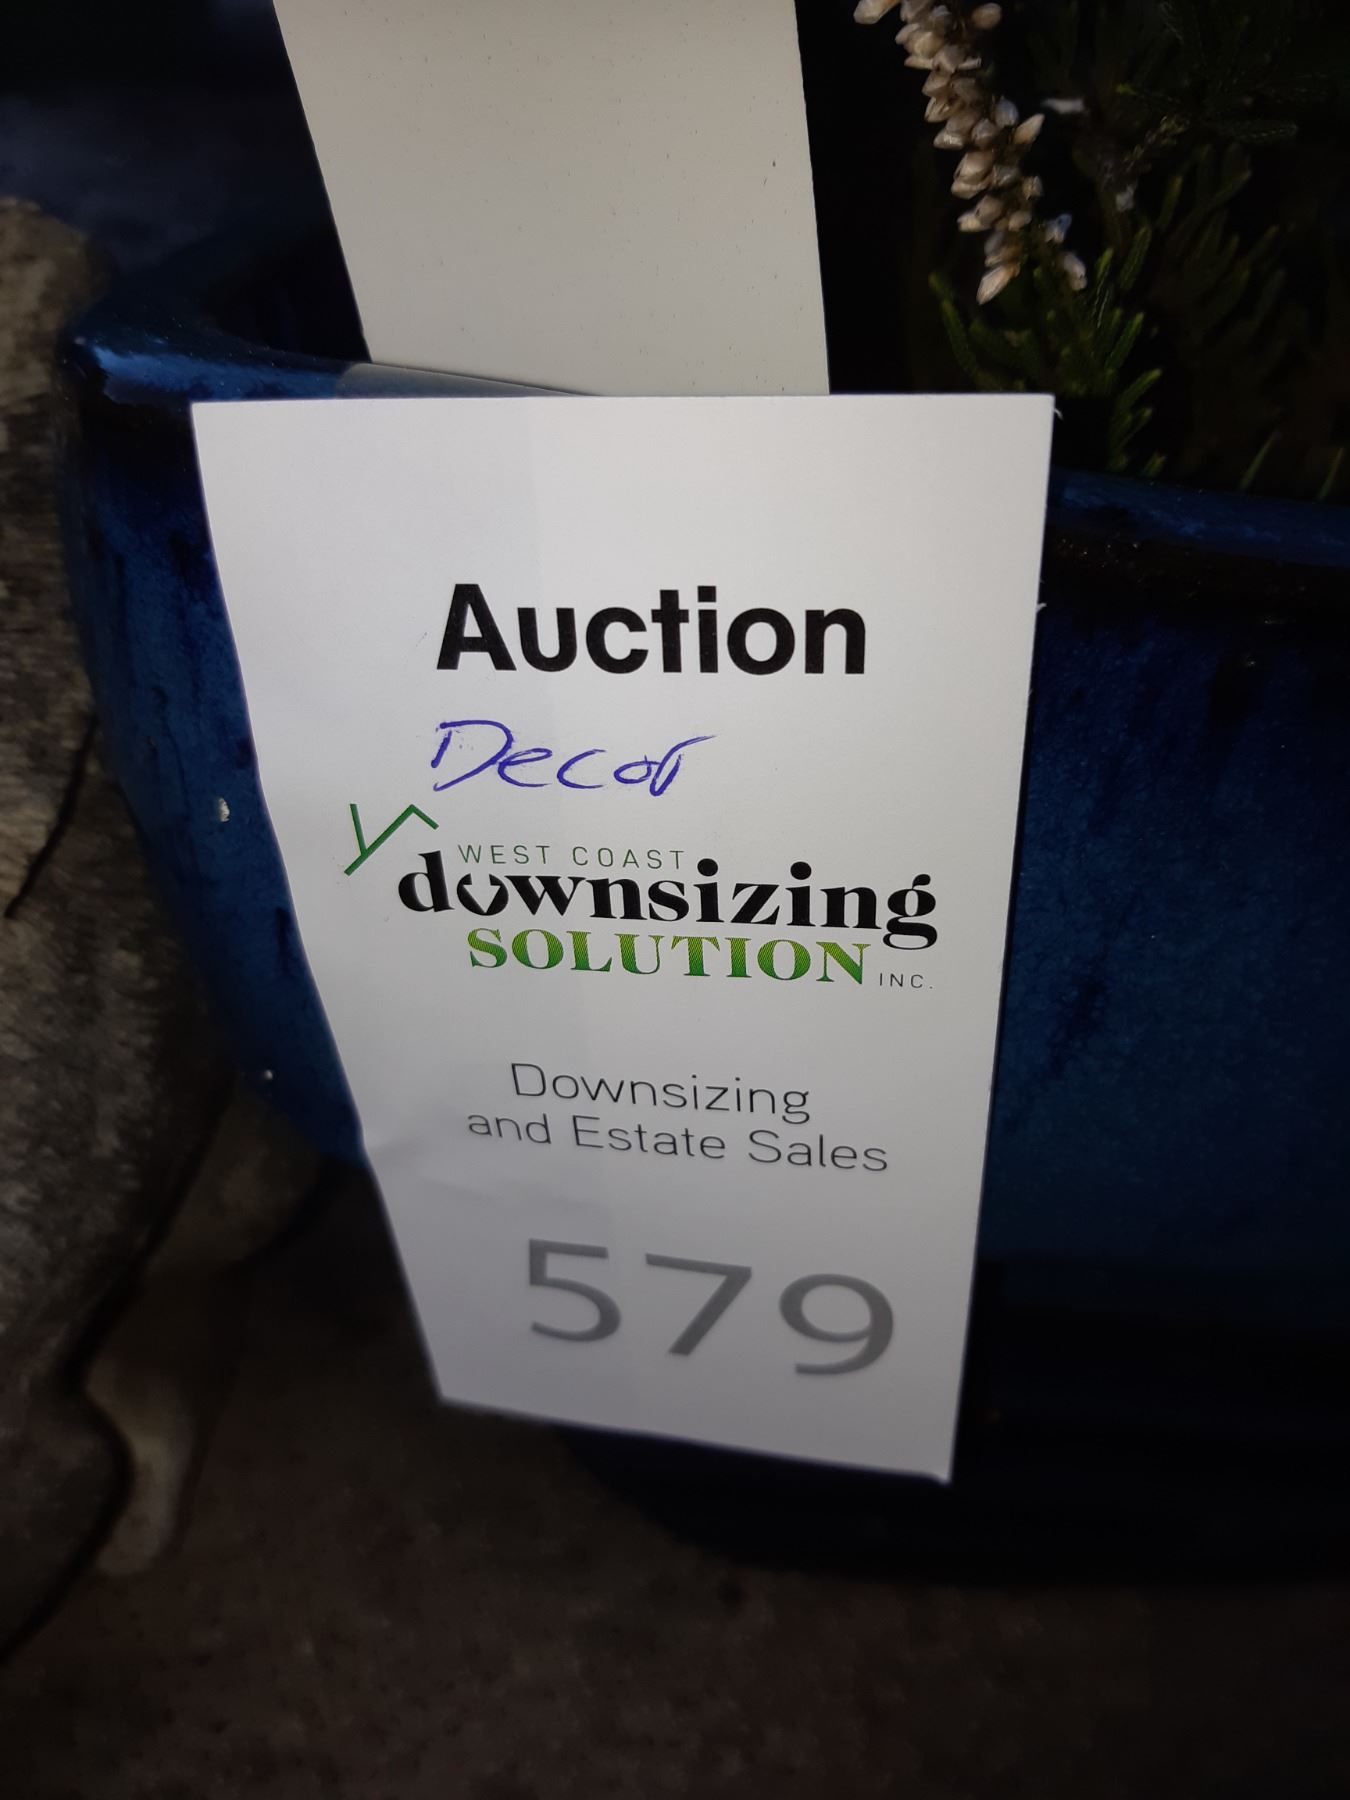 Auction
Decor
WEST COAST
downsizing
SOLUTION INC.
Downsizing
and Estate Sales
579